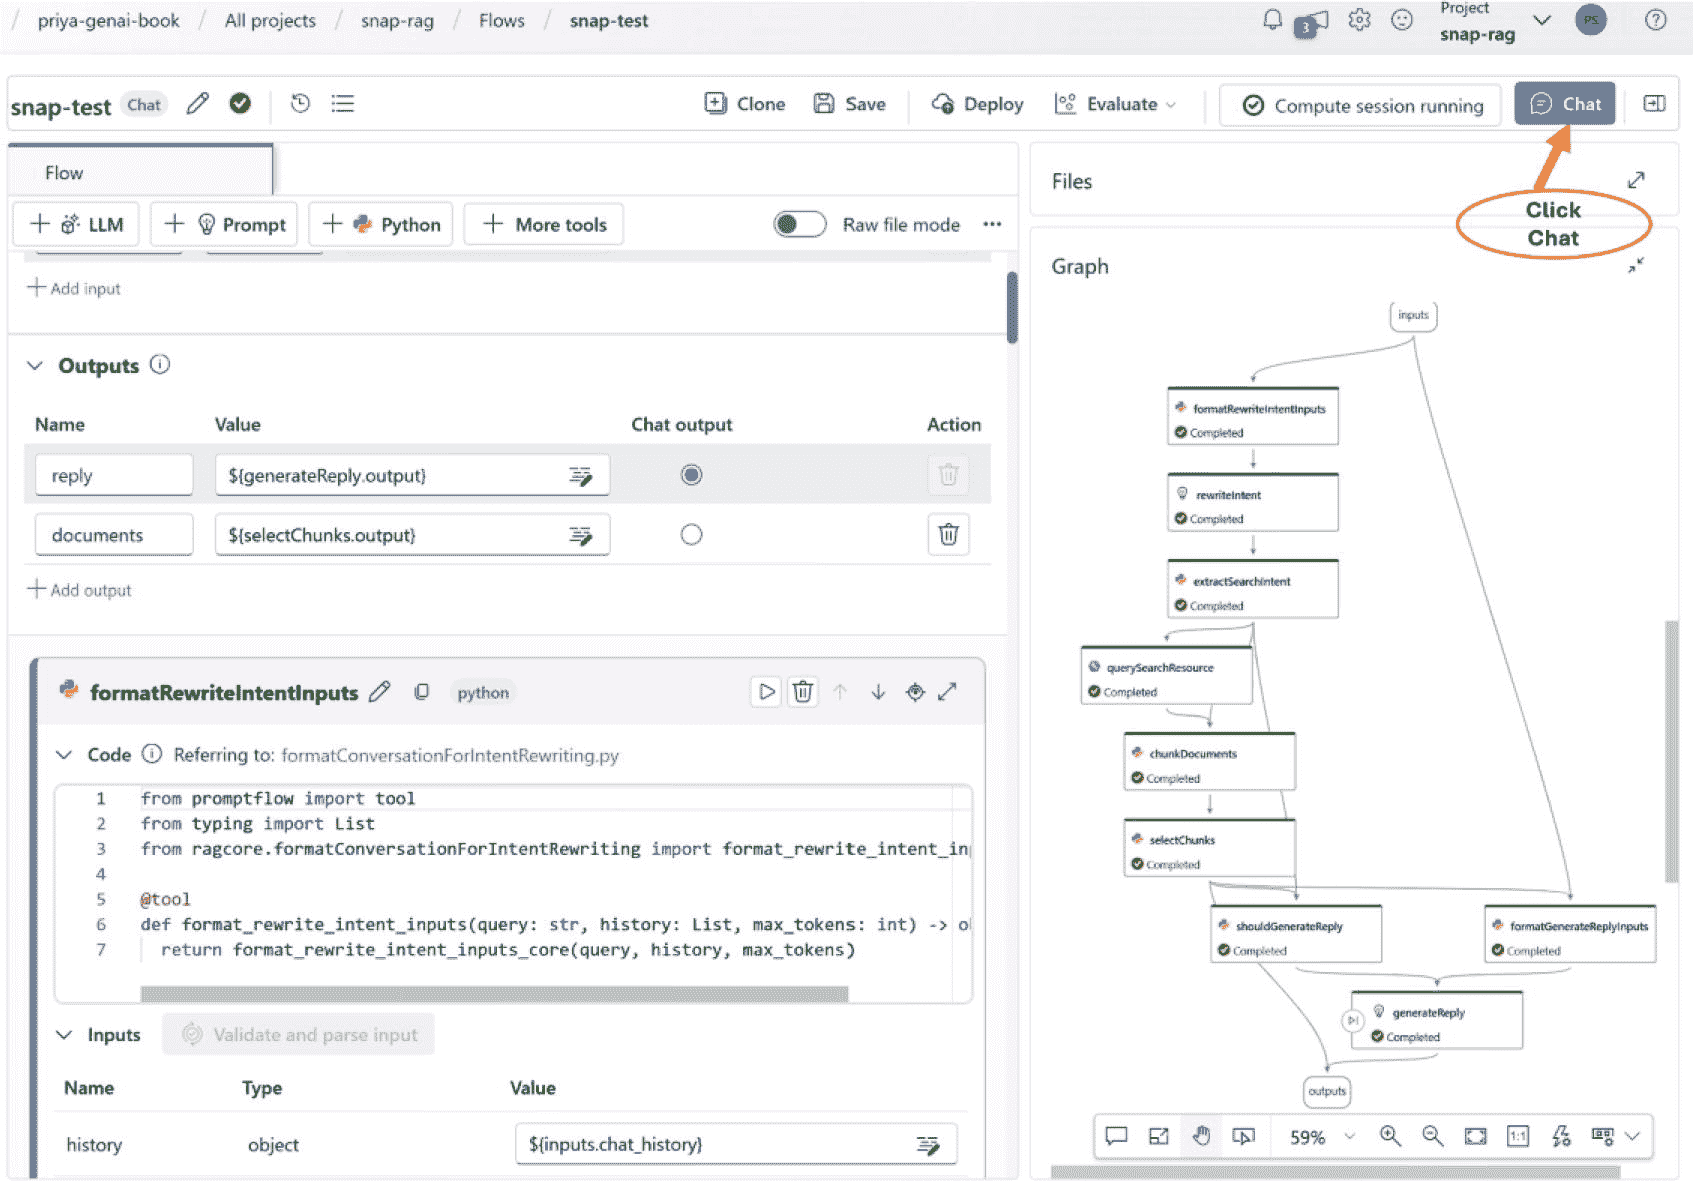 / priya-genai-book / All projects / snap-rag / Flows / snap-test
3
Project
snap-rag
PS
snap-test Chat
Clone Save Deploy Evaluate
Compute session running
Chat
Flow
+ LLM + Prompt + Python + More tools
Raw file mode ...
+ Add input
Outputs
Name Value Chat output Action
reply ${generateReply.output}
documents ${selectChunks.output}
+ Add output
formatRewriteIntentInputs python
Code Referring to: formatConversationForIntentRewriting.py
1 from promptflow import tool
2 from typing import List
3 from ragcore.formatConversationForIntentRewriting import format_rewrite_intent_in
4
5 @tool
6 def format_rewrite_intent_inputs(query: str, history: List, max_tokens: int) -> o
7 return format_rewrite_intent_inputs_core(query, history, max_tokens)
Inputs Validate and parse input
Name Type Value
history object ${inputs.chat_history}
Files
Click
Chat
Graph
inputs
formatRewriteIntentInputs
Completed
rewriteIntent
Completed
extractSearchIntent
Completed
querySearchResource
Completed
chunkDocuments
Completed
selectChunks
Completed
shouldGenerateReply
Completed
formatGenerateReplyInputs
Completed
generateReply
Completed
outputs
59%
1:1